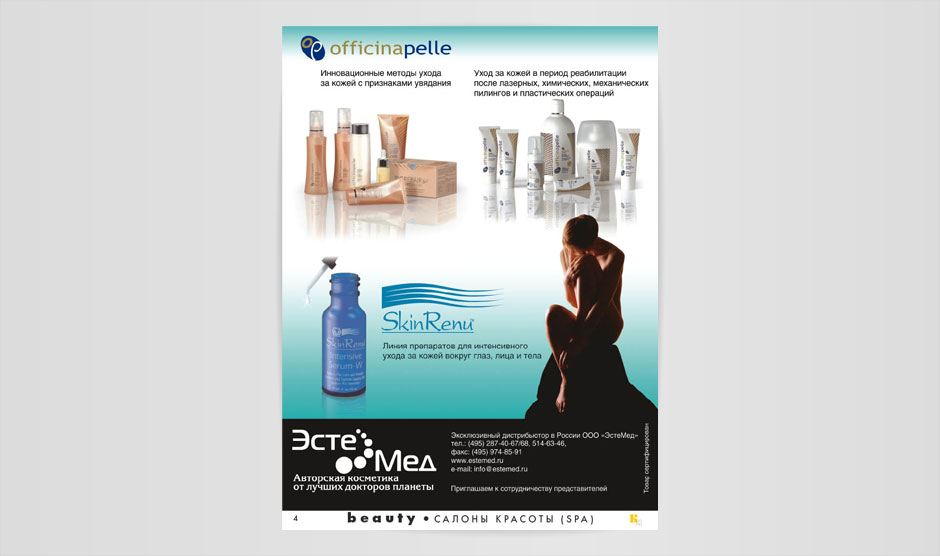 officinapelle
Инновационные методы ухода
за кожей с признаками увядания
Уход за кожей в период реабилитации
после лазерных, химических, механических
пилингов и пластических операций
officinapelle
SkinRenu
Intensive
Serum-W
SkinRenu™
Линия препаратов для интенсивного
ухода за кожей вокруг глаз, лица и тела
Эсте
Мед
Авторская косметика
от лучших докторов планеты
Эксклюзивный дистрибьютор в России ООО «ЭстеМед»
тел.: (495) 287-40-67/68, 514-63-46,
факс: (495) 974-85-91
www.estemed.ru
e-mail: info@estemed.ru
Приглашаем к сотрудничеству представителей
Товар сертифицирован
4
beauty • САЛОНЫ КРАСОТЫ (SPA)